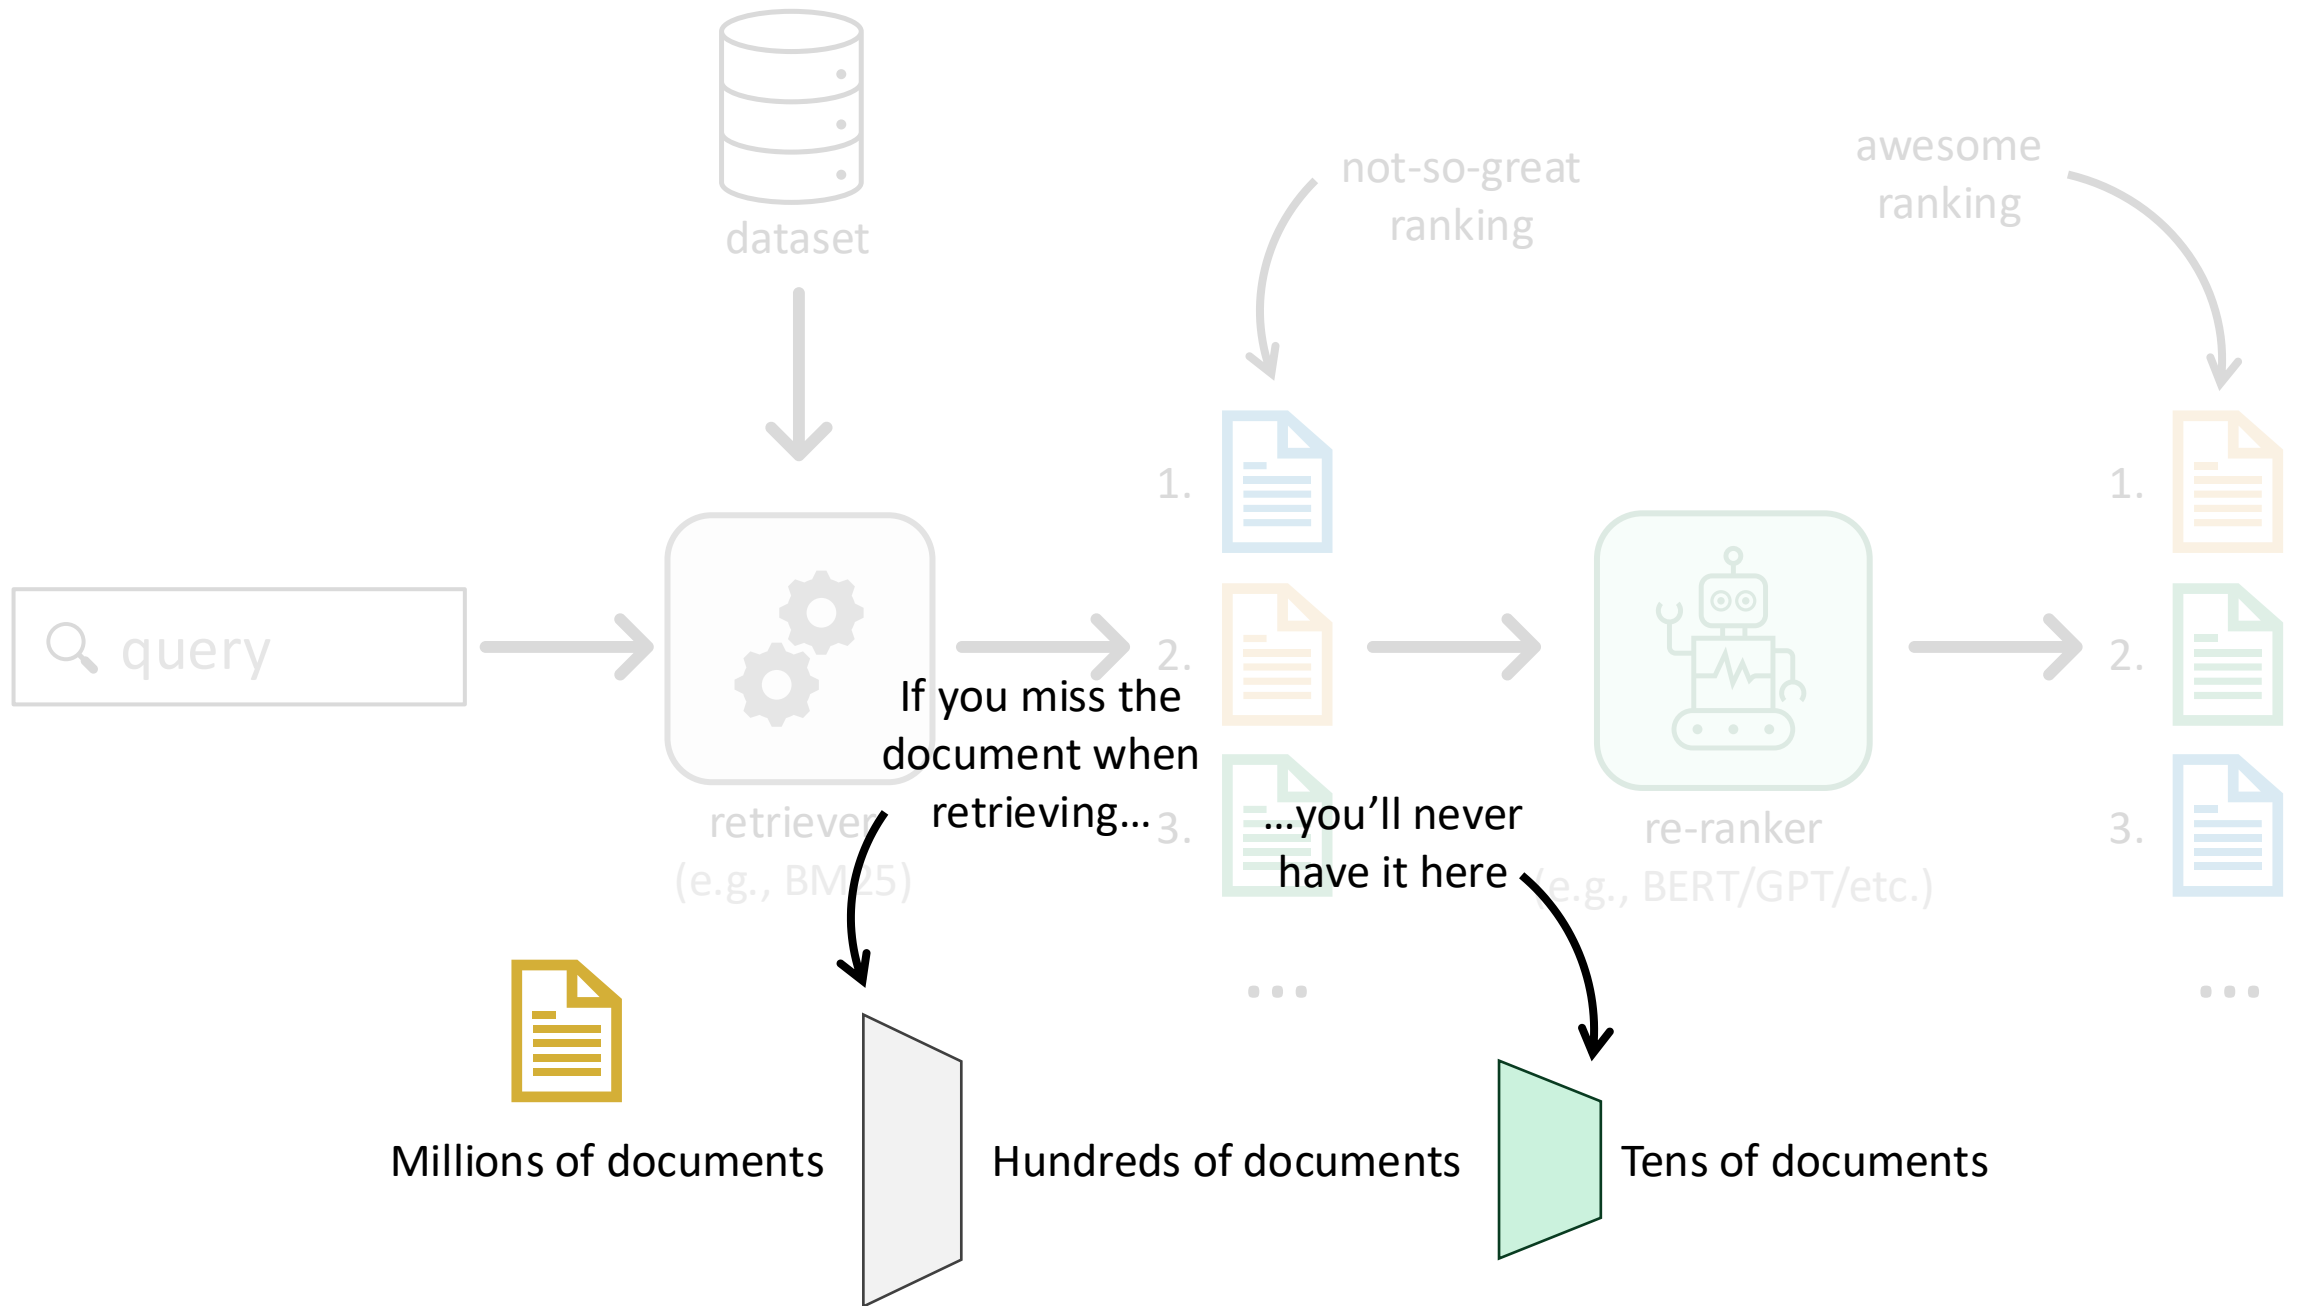 dataset
not-so-great
ranking
awesome
ranking
query
retriever
(e.g., BM25)
1.
2.
3.
...
re-ranker
(e.g., BERT/GPT/etc.)
1.
2.
3.
...
If you miss the
document when
retrieving…
…you’ll never
have it here
Millions of documents
Hundreds of documents
Tens of documents